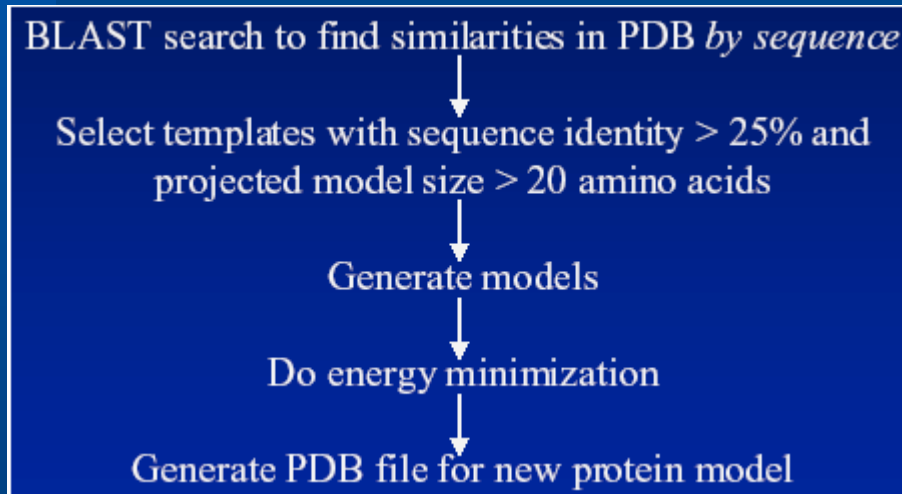 BLAST search to find similarities in PDB by sequence
Select templates with sequence identity > 25% and
projected model size > 20 amino acids
Generate models
Do energy minimization
Generate PDB file for new protein model